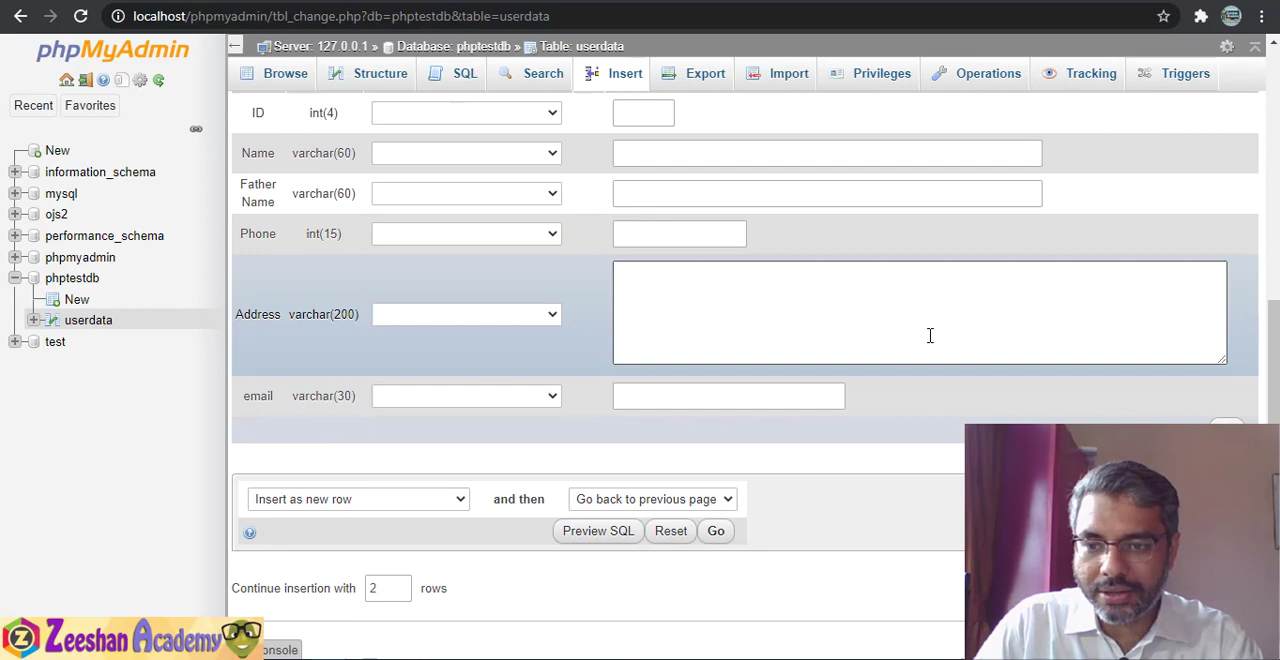 localhost/phpmyadmin/tbl_change.php?db=phptestdb&table=userdata
phpMyAdmin
Server: 127.0.0.1 » Database: phptestdb » Table: userdata
Browse Structure SQL Search Insert Export Import Privileges Operations Tracking Triggers
Recent Favorites
New
information_schema
mysql
ojs2
performance_schema
phpmyadmin
phptestdb
New
userdata
test
ID int(4)
Name varchar(60)
Father
Name varchar(60)
Phone int(15)
Address varchar(200)
email varchar(30)
Insert as new row and then Go back to previous page
Preview SQL Reset Go
Continue insertion with 2 rows
onsole
Z Zeeshan Academy